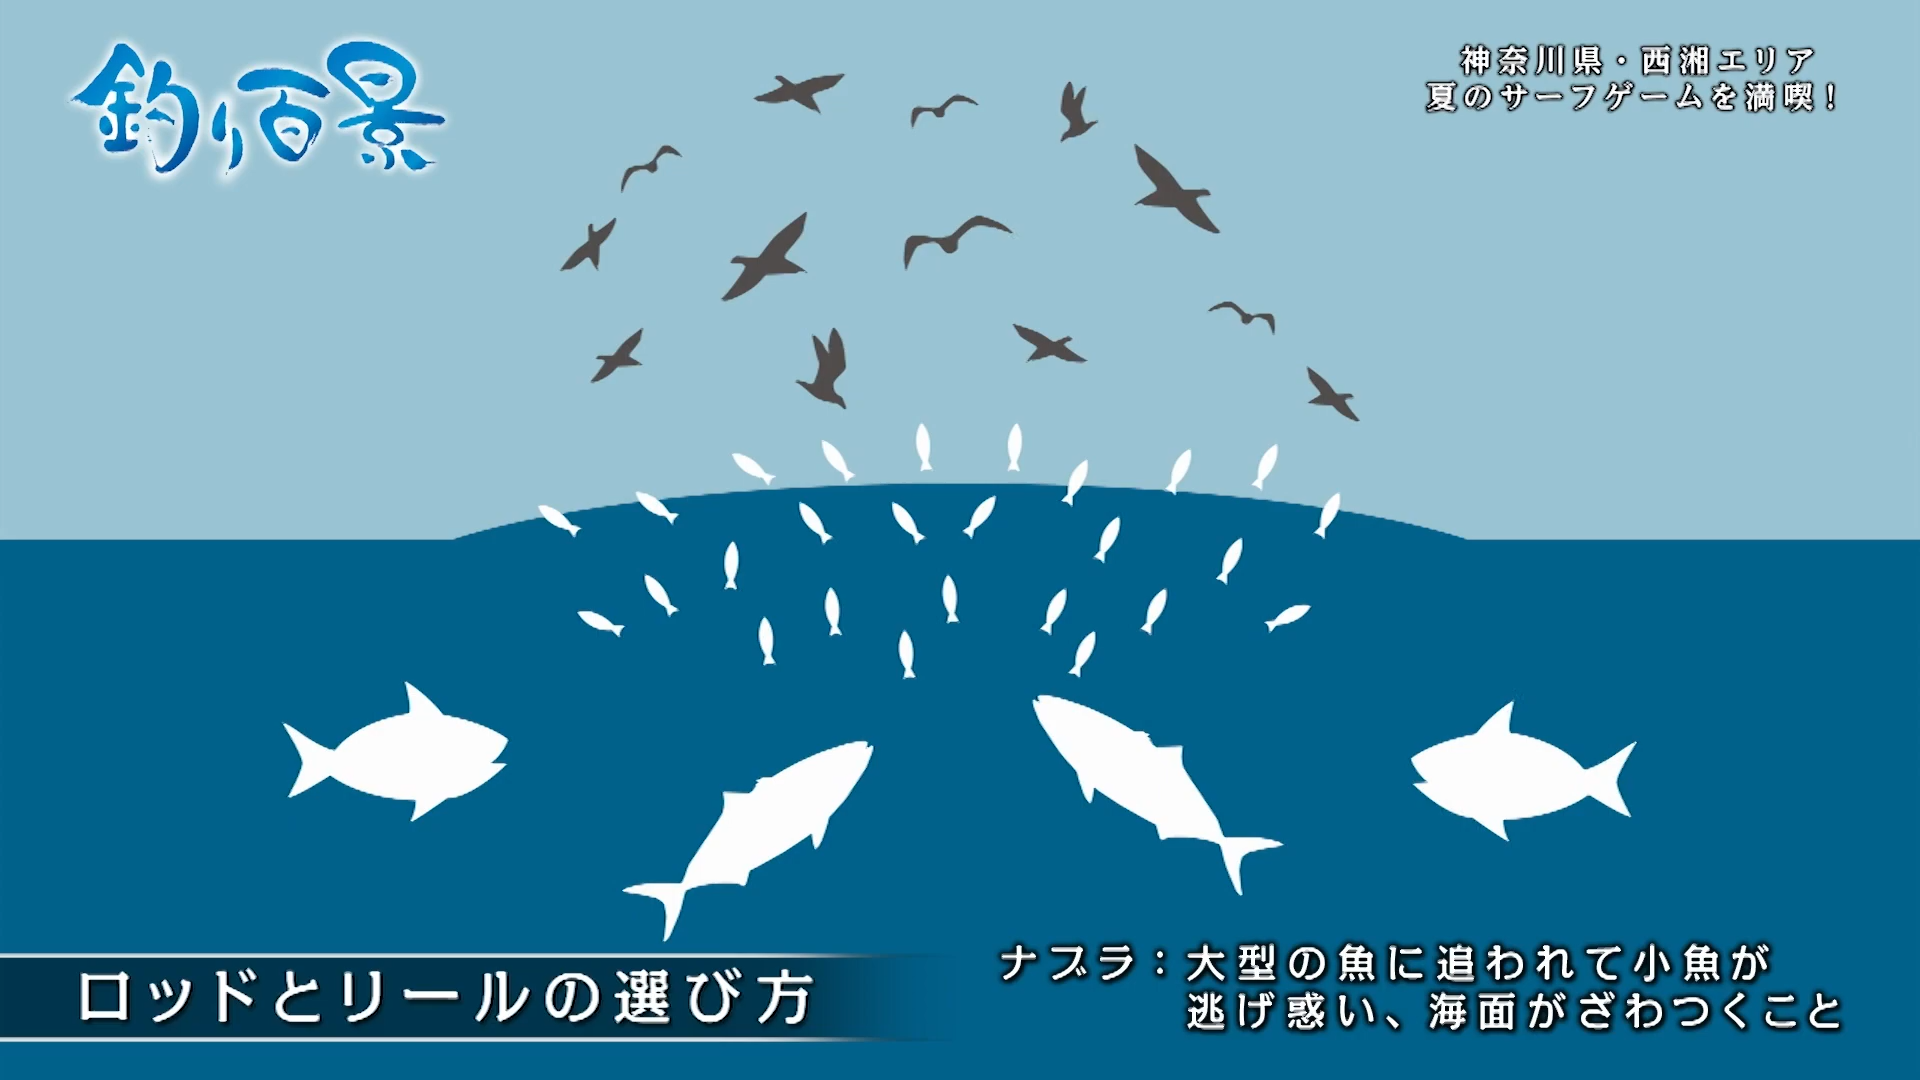 釣り百景
神奈川県・西湘エリア
夏のサーフゲームを満喫！
ロッドとリールの選び方
ナブラ：大型の魚に追われて小魚が
逃げ惑い、海面がざわつくこと